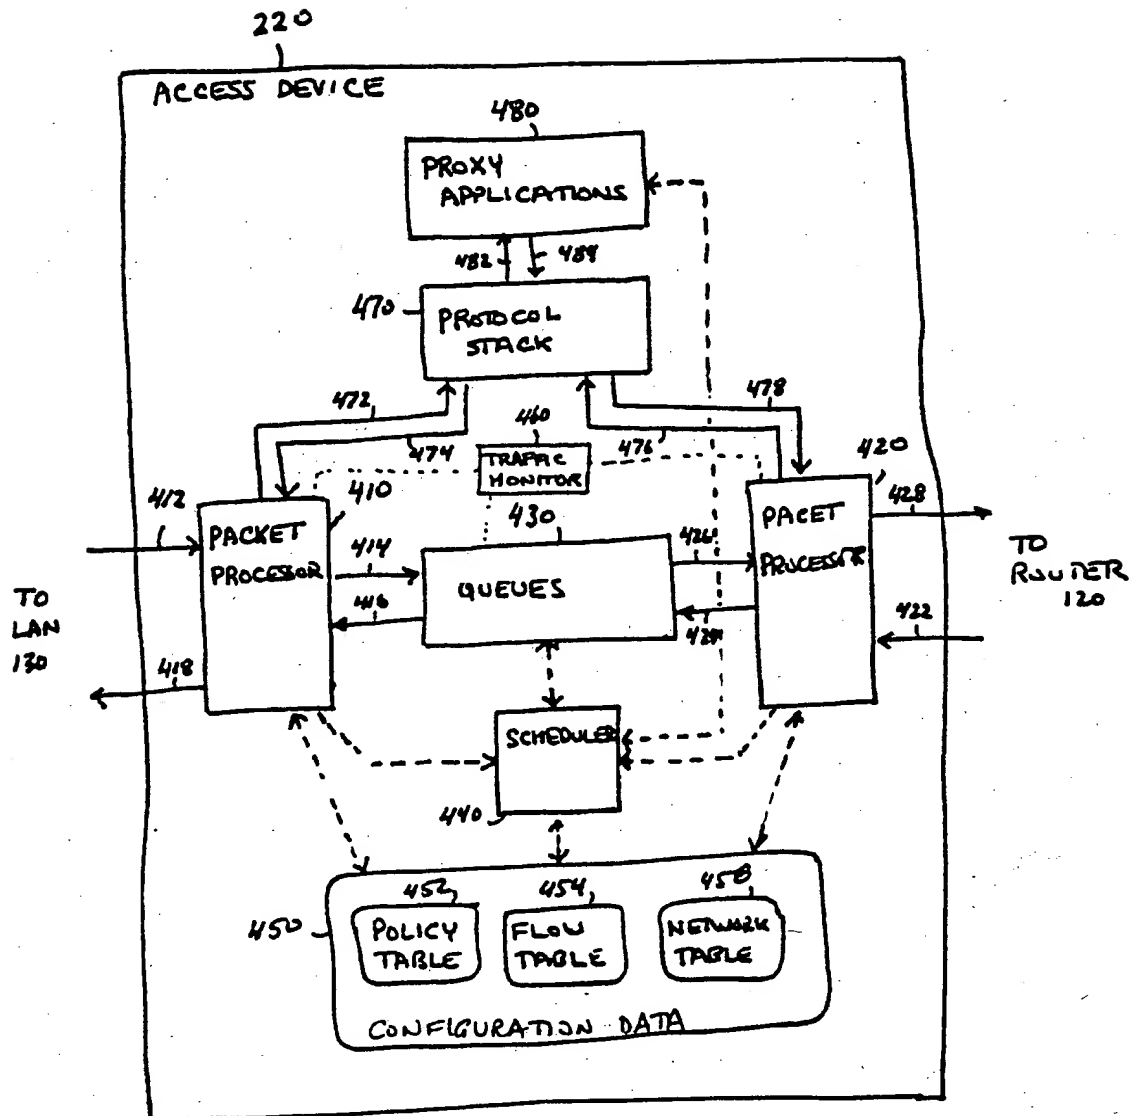 220
ACCESS DEVICE
480
PROXY
APPLICATIONS
482
484
470
PROTOCOL
STACK
472
474
460
476
478
TRAFFIC
MONITOR
412
410
420
428
PACKET
PROCESSOR
414
416
430
QUEUES
426
424
PACET
PROCESSOR
TO
LAN
130
418
TO
ROUTER
120
422
SCHEDULER
440
450
452
POLICY
TABLE
454
FLOW
TABLE
458
NETWORK
TABLE
CONFIGURATION DATA